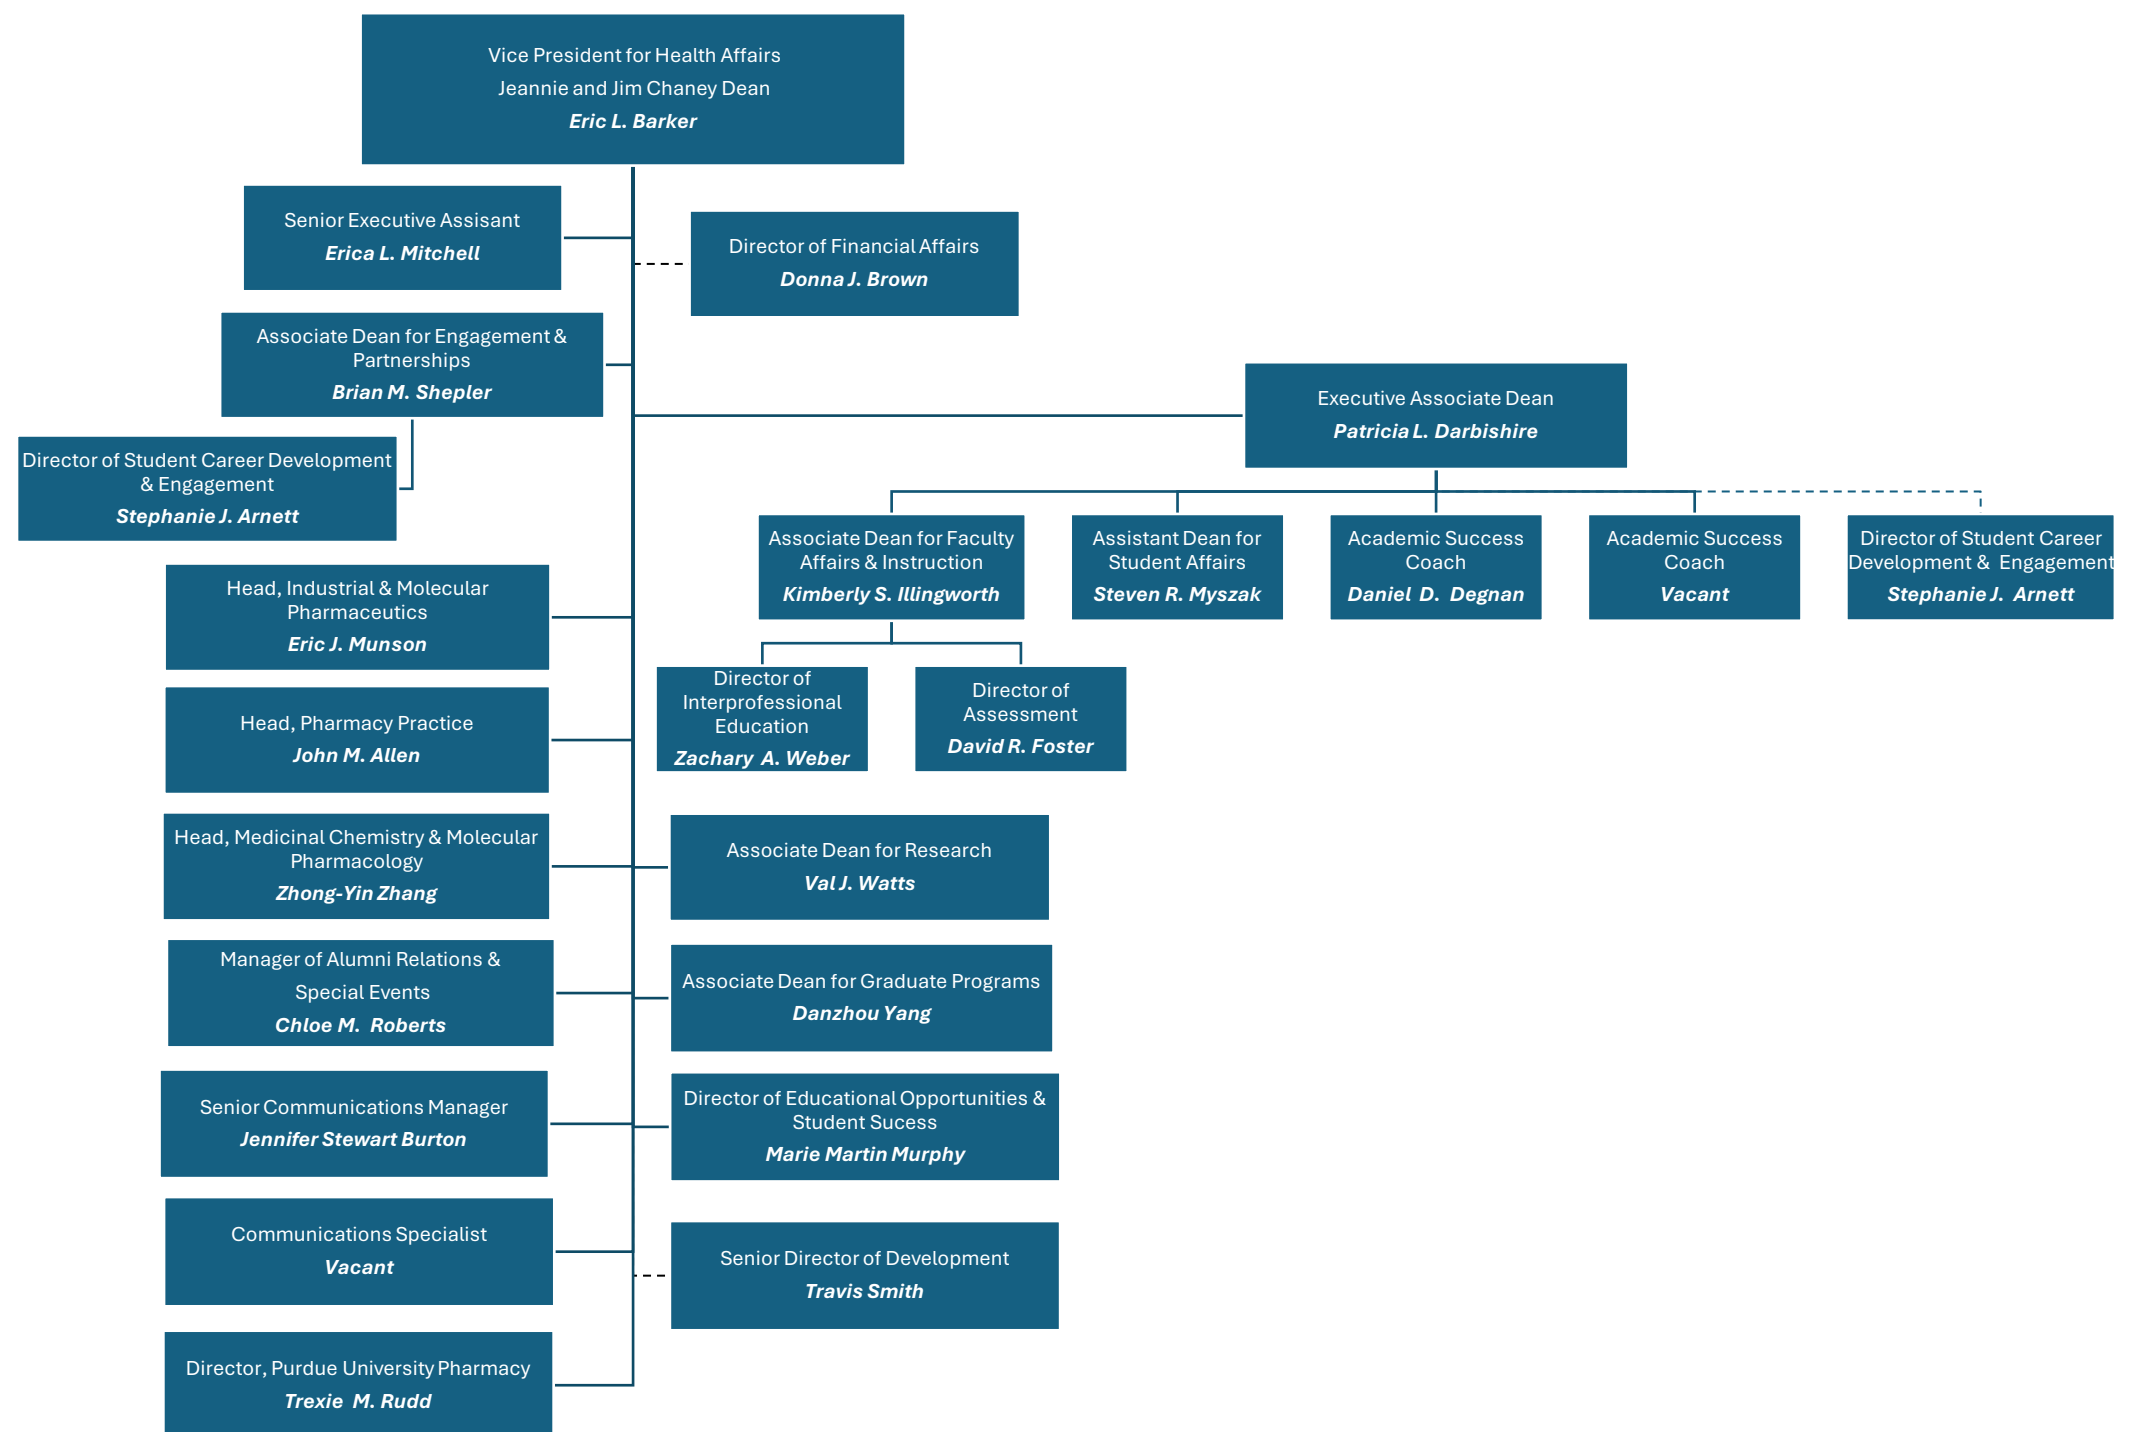 Vice President for Health Affairs
Jeannie and Jim Chaney Dean
Eric L. Barker
Senior Executive Assisant
Erica L. Mitchell
Director of Financial Affairs
Donna J. Brown
Associate Dean for Engagement &
Partnerships
Brian M. Shepler
Executive Associate Dean
Patricia L. Darbishire
Director of Student Career Development
& Engagement
Stephanie J. Arnett
Associate Dean for Faculty
Affairs & Instruction
Kimberly S. Illingworth
Assistant Dean for
Student Affairs
Steven R. Myszak
Academic Success
Coach
Daniel D. Degnan
Academic Success
Coach
Vacant
Director of Student Career
Development & Engagement
Stephanie J. Arnett
Head, Industrial & Molecular
Pharmaceutics
Eric J. Munson
Director of
Interprofessional
Education
Zachary A. Weber
Director of
Assessment
David R. Foster
Head, Pharmacy Practice
John M. Allen
Head, Medicinal Chemistry & Molecular
Pharmacology
Zhong-Yin Zhang
Associate Dean for Research
Val J. Watts
Manager of Alumni Relations &
Special Events
Chloe M. Roberts
Associate Dean for Graduate Programs
Danzhou Yang
Senior Communications Manager
Jennifer Stewart Burton
Director of Educational Opportunities &
Student Sucess
Marie Martin Murphy
Communications Specialist
Vacant
Senior Director of Development
Travis Smith
Director, Purdue University Pharmacy
Trexie M. Rudd